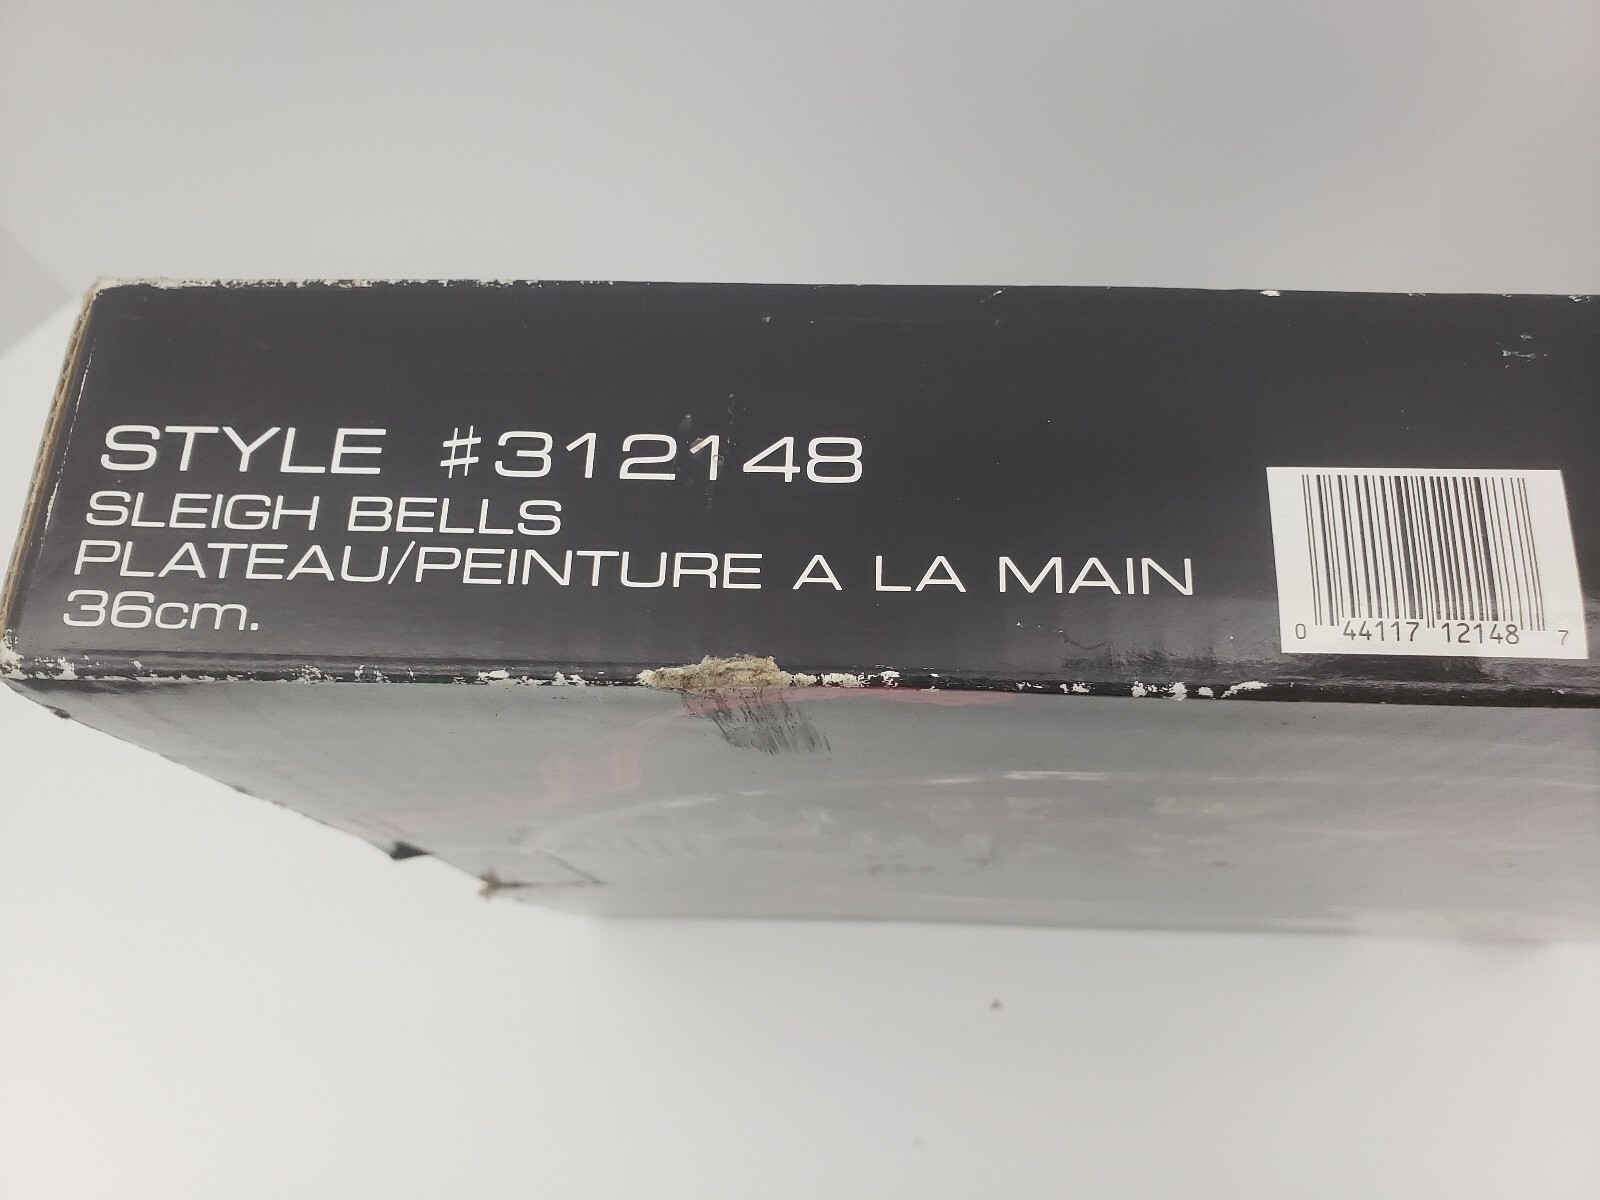 STYLE #312148
SLEIGH BELLS
PLATEAU/PEINTURE A LA MAIN
36cm.
0 44117 12148 7